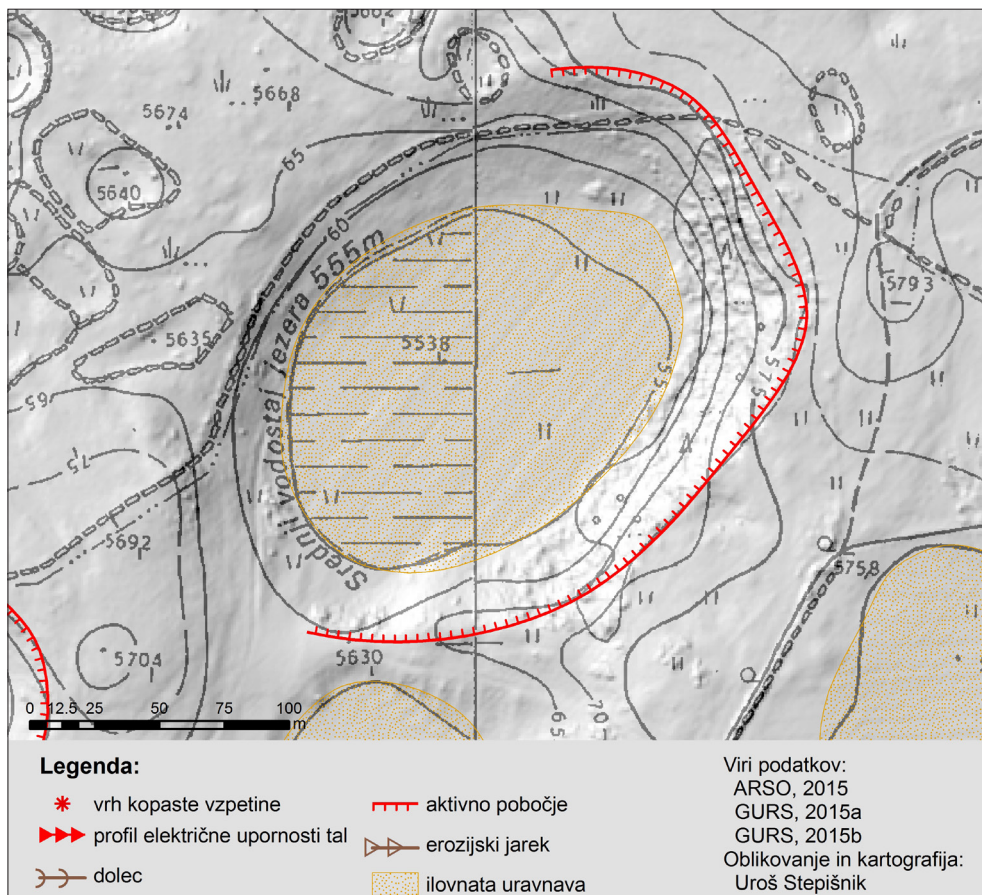 5662
5668
5674
5640
65
60
5635
5538
Srednji vodostaj jezera 555m
5793
575
65
75
5692
5758
5704
5630
65
70
0 12.5 25 50 75 100
m
Legenda:
vrh kopaste vzpetine
profil električne upornosti tal
dolec
aktivno pobočje
erozijski jarek
ilovnata uravnava
Viri podatkov:
ARSO, 2015
GURS, 2015a
GURS, 2015b
Oblikovanje in kartografija:
Uroš Stepišnik